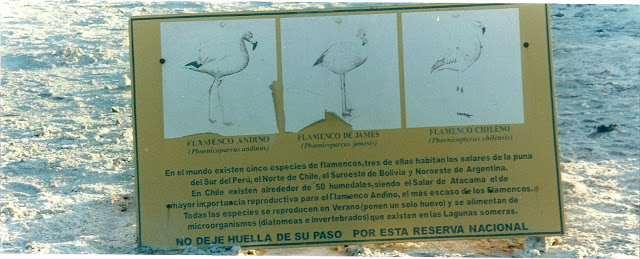 FLAMENCO ANDINO
(Phoenicoparrus andinus)
FLAMENCO DE JAMES
(Phoenicoparrus jamesis)
FLAMENCO CHILENO
(Phoenicopterus chilensis)
En el mundo existen cinco especies de flamencos, tres de ellas habitan los salares de la puna
del Sur del Perú, el Norte de Chile, el Suroeste de Bolivia y Noroeste de Argentina.
En Chile existen alrededor de 50 humedales, siendo el Salar de Atacama el de
mayor importancia reproductiva para el Flamenco Andino, el más escaso de los flamencos.
Todas las especies se reproducen en Verano (ponen un solo huevo) y se alimentan de
microorganismos (diatomeas e invertebrados) que existen en las Lagunas someras.
NO DEJE HUELLA DE SU PASO POR ESTA RESERVA NACIONAL